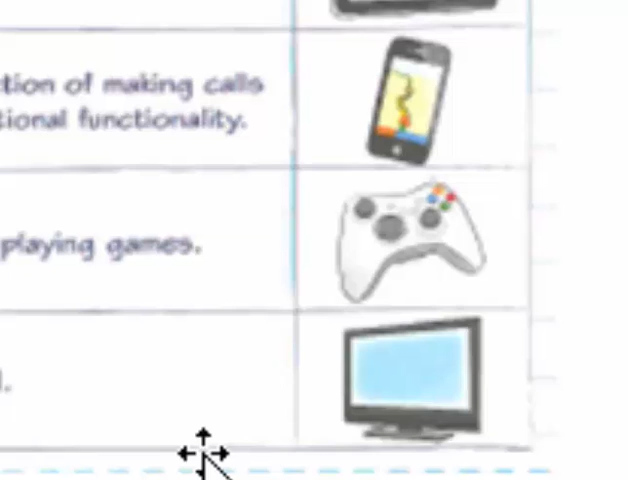 tion of making calls
tional functionality.
playing games.
.